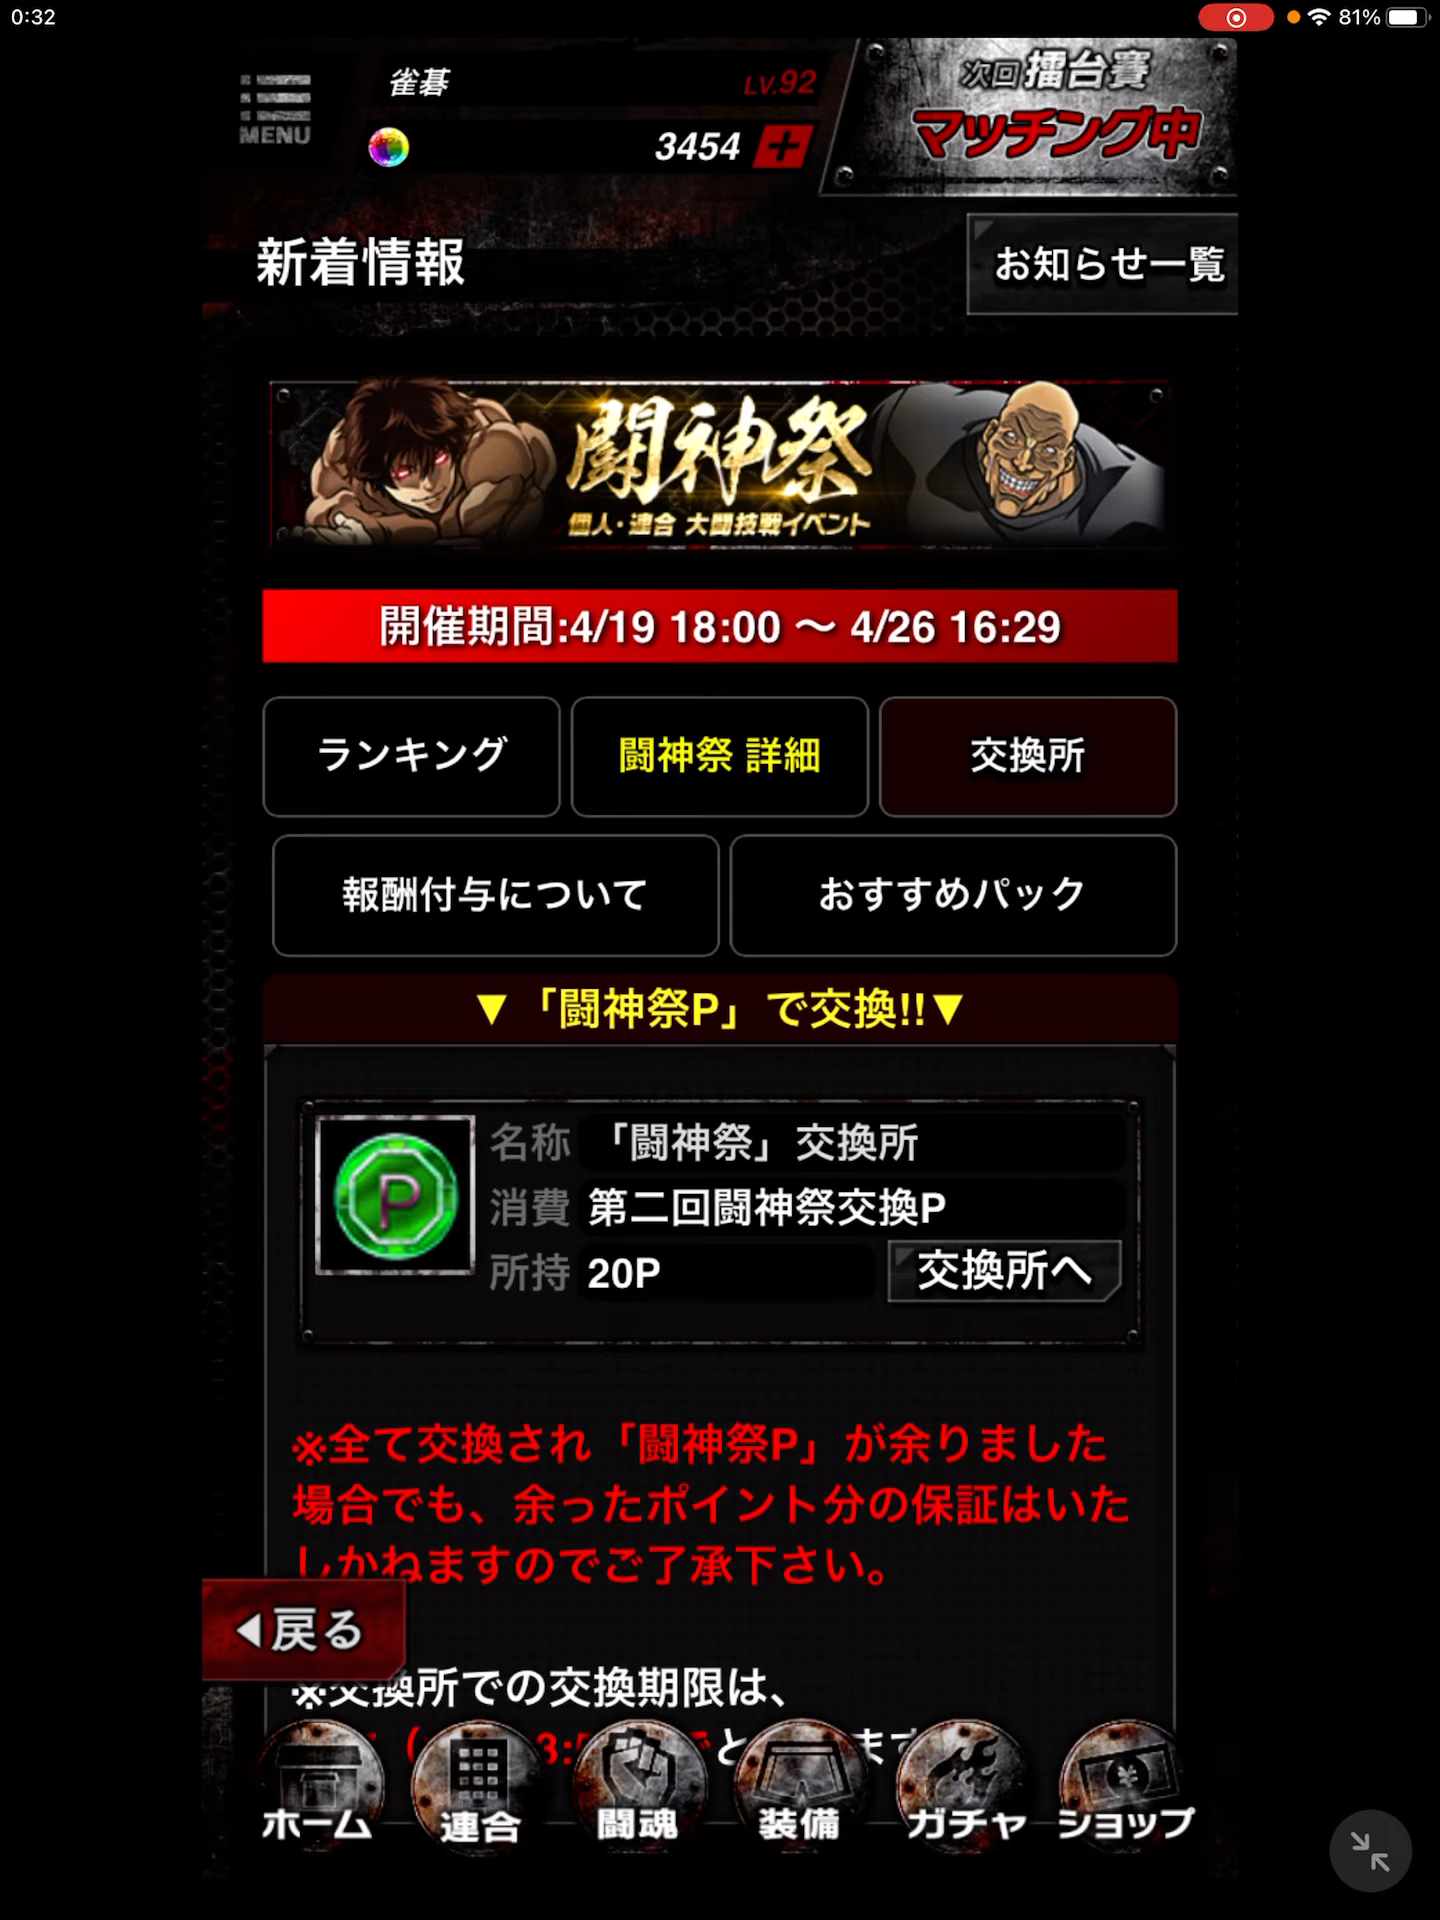 0:32
81%
MENU
雀碁
LV.92
3454
次回擂台賽
マッチング中
新着情報
お知らせ一覧
闘神祭
個人・連合 大闘技戦イベント
開催期間:4/19 18:00 〜 4/26 16:29
ランキング
闘神祭 詳細
交換所
報酬付与について
おすすめパック
▼「闘神祭P」で交換!!▼
P
名称 「闘神祭」交換所
消費 第二回闘神祭交換P
所持 20P
交換所へ
※全て交換され「闘神祭P」が余りました
場合でも、余ったポイント分の保証はいた
しかねますのでご了承下さい。
◀戻る
※交換所での交換期限は、
ホーム
連合
闘魂
装備
ガチャ
ショップ